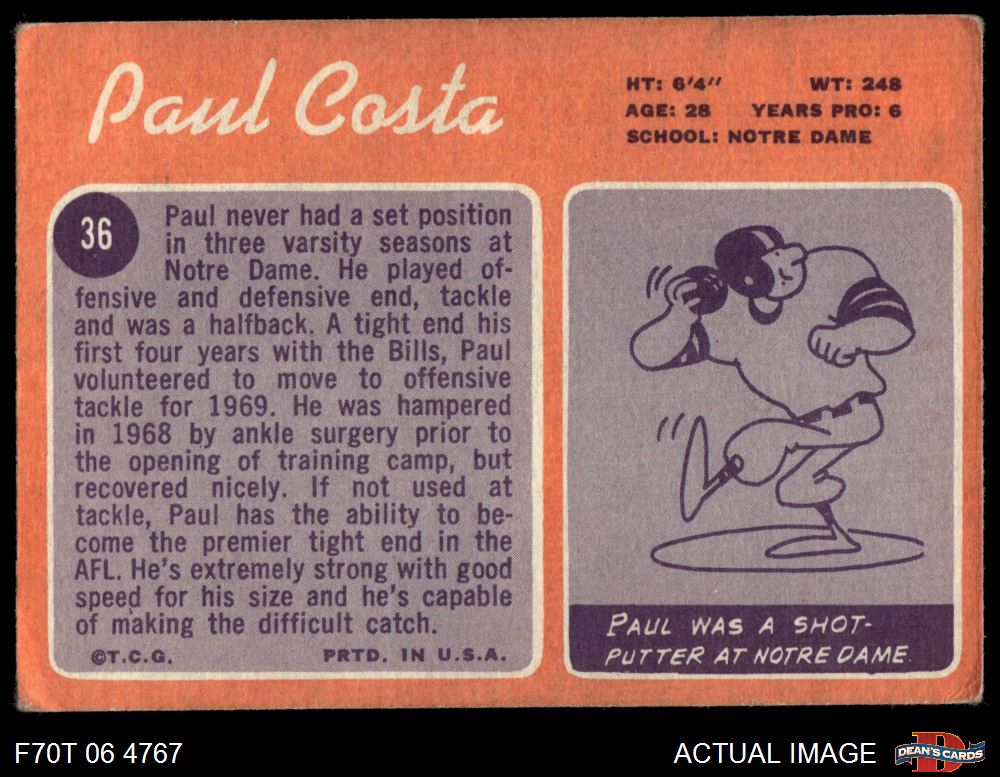 Paul Costa
HT: 6'4" WT: 248
AGE: 28 YEARS PRO: 6
SCHOOL: NOTRE DAME
36
Paul never had a set position
in three varsity seasons at
Notre Dame. He played of-
fensive and defensive end, tackle
and was a halfback. A tight end his
first four years with the Bills, Paul
volunteered to move to offensive
tackle for 1969. He was hampered
in 1968 by ankle surgery prior to
the opening of training camp, but
recovered nicely. If not used at
tackle, Paul has the ability to be-
come the premier tight end in the
AFL. He's extremely strong with good
speed for his size and he's capable
of making the difficult catch.
©T.C.G. PRTD. IN U.S.A.
PAUL WAS A SHOT-
PUTTER AT NOTRE DAME.
F70T 06 4767
ACTUAL IMAGE
D
DEAN'S CARDS